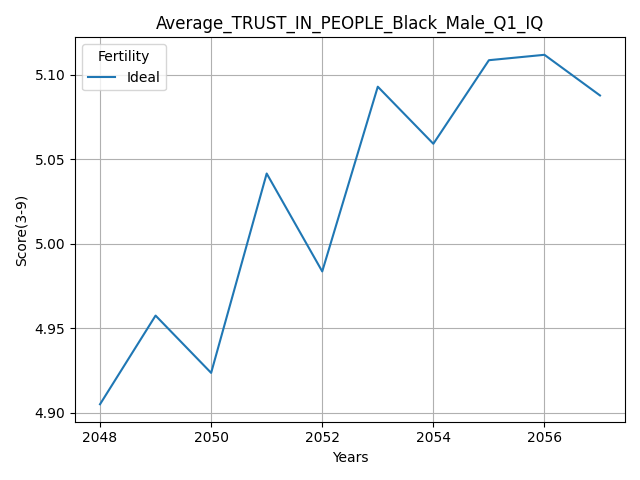 Average_TRUST_IN_PEOPLE_Black_Male_Q1_IQ
Fertility
Ideal
5.10
5.05
5.00
4.95
4.90
Score(3-9)
2048 2050 2052 2054 2056
Years